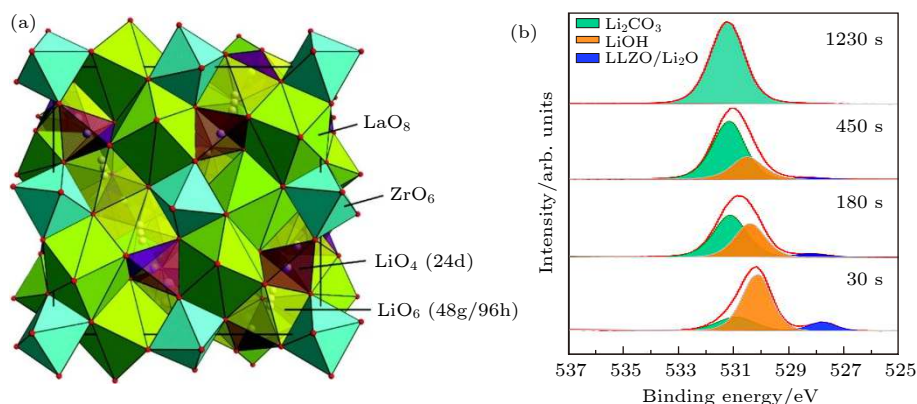 (a)
LaO₈
ZrO₆
LiO₄ (24d)
LiO₆ (48g/96h)
(b)
Li₂CO₃
LiOH
LLZO/Li₂O
1230 s
450 s
180 s
30 s
Intensity/arb. units
537 535 533 531 529 527 525
Binding energy/eV